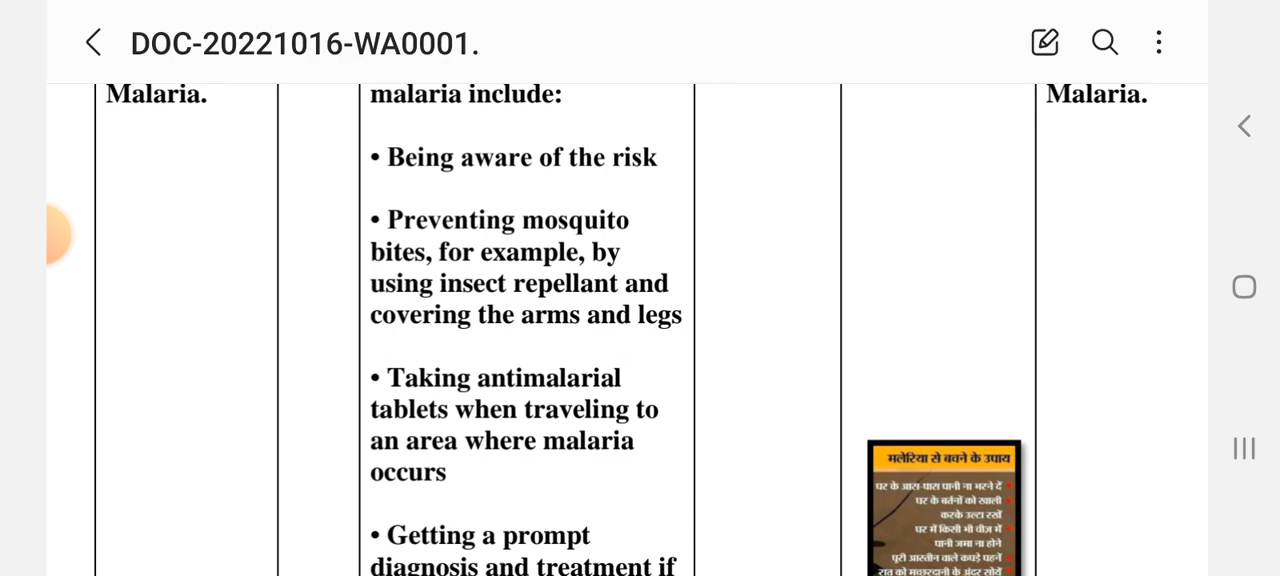 DOC-20221016-WA0001.
Malaria.
malaria include:
Malaria.
• Being aware of the risk
• Preventing mosquito
bites, for example, by
using insect repellant and
covering the arms and legs
• Taking antimalarial
tablets when traveling to
an area where malaria
occurs
• Getting a prompt
diagnosis and treatment if
मलेरिया से बचने के उपाय
घर के आस पास पानी ना भरने दें
घर के बर्तनों को खाली
करके उल्टा रखें
घर में किसी भी चीज में
पानी जमा ना होने
पूरी आस्तीन वाले कपड़े पहनें
रात को मच्छरदानी के अंदर सोयें